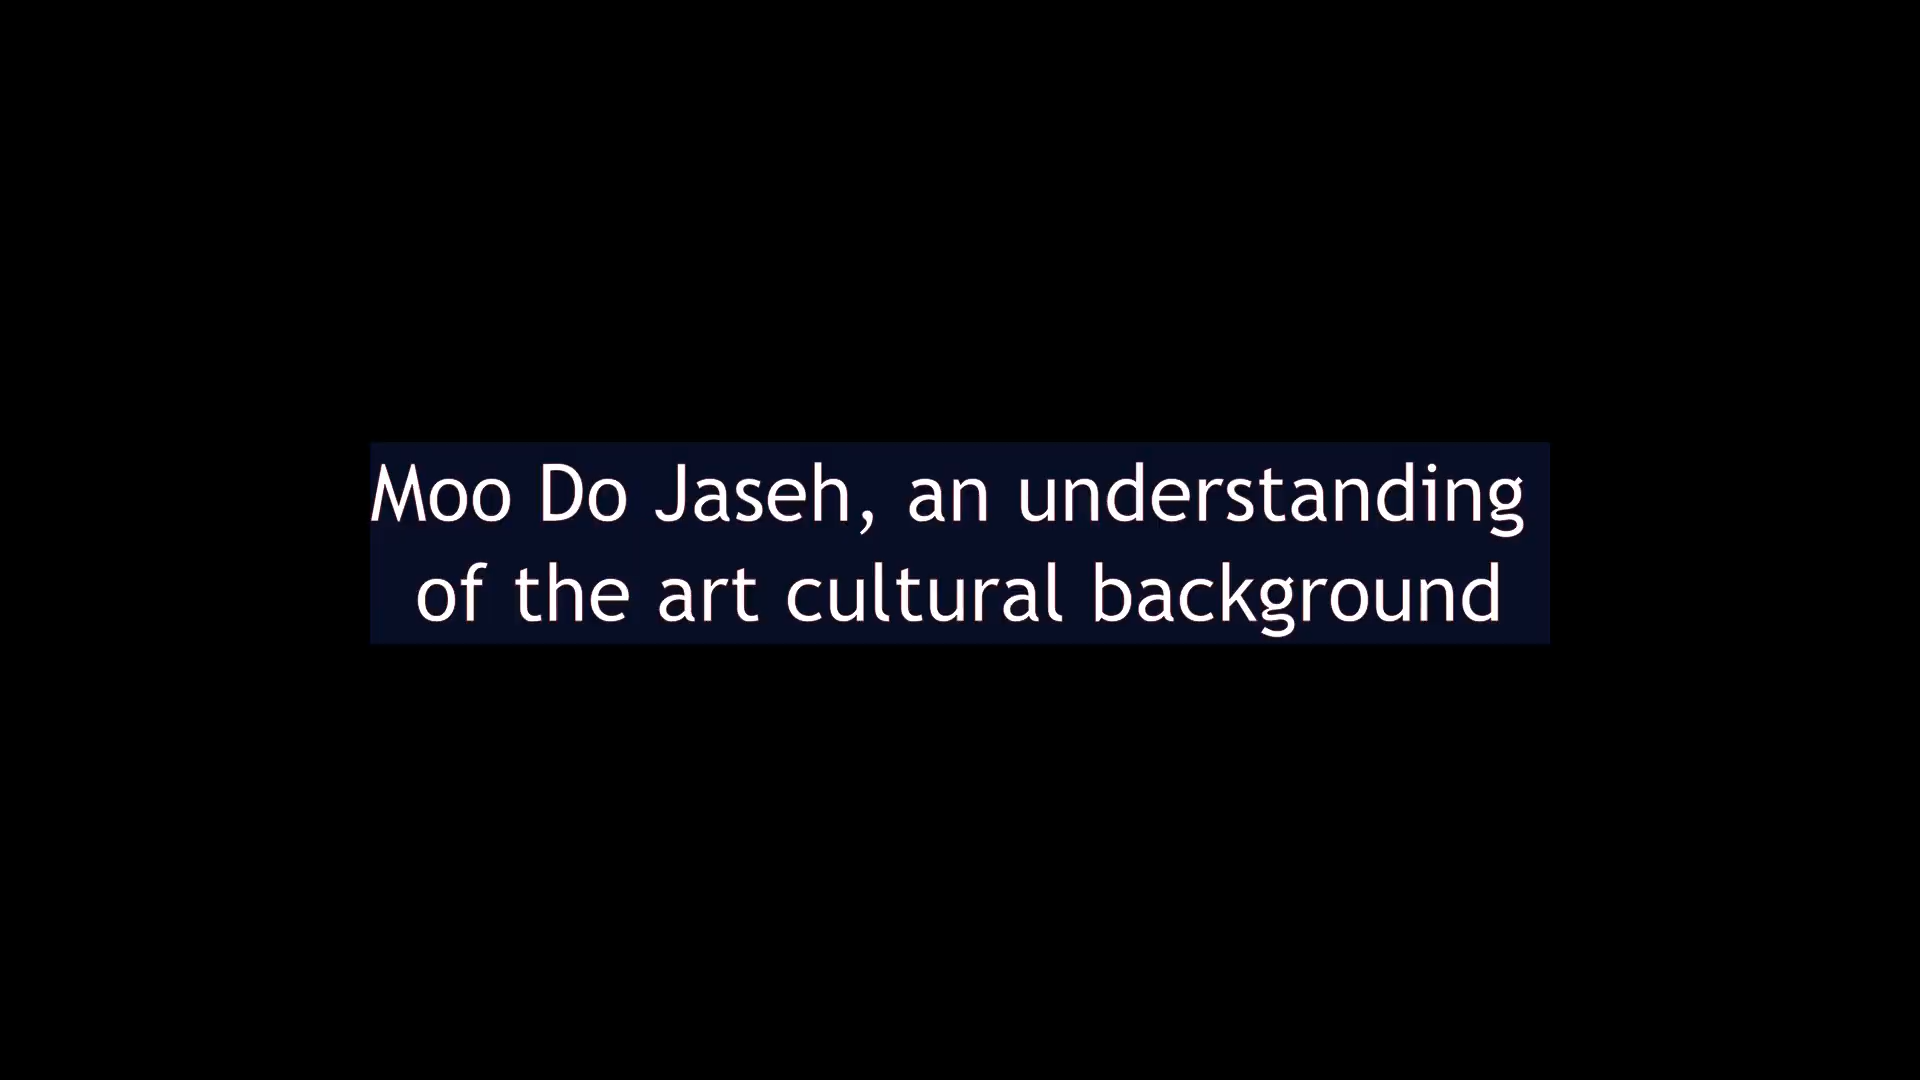 Moo Do Jaseh, an understanding
of the art cultural background